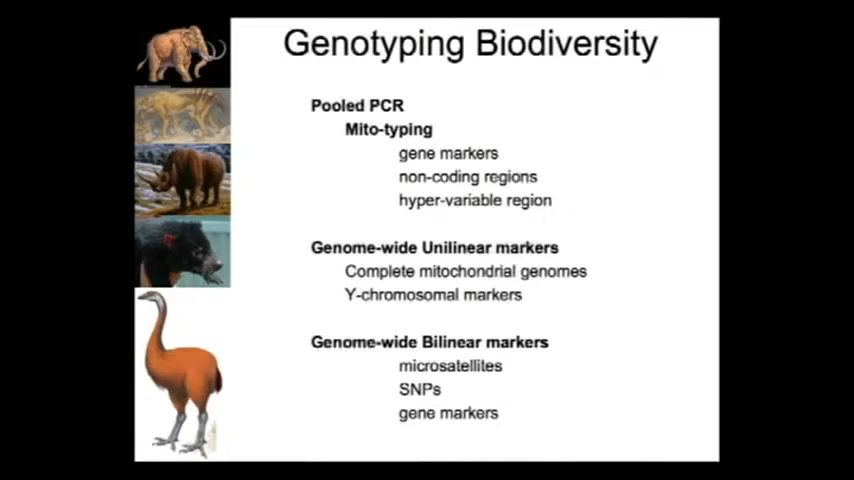 Genotyping Biodiversity
Pooled PCR
Mito-typing
gene markers
non-coding regions
hyper-variable region
Genome-wide Unilinear markers
Complete mitochondrial genomes
Y-chromosomal markers
Genome-wide Bilinear markers
microsatellites
SNPs
gene markers